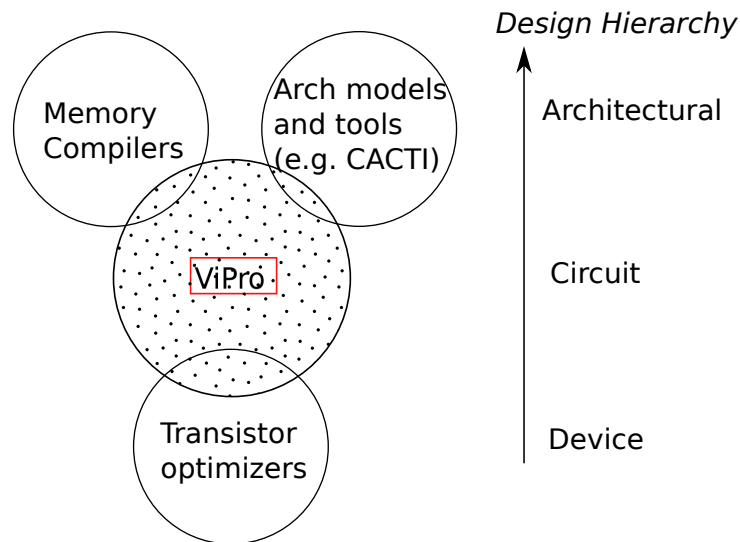 Design Hierarchy
Memory
Compilers
Arch models
and tools
(e.g. CACTI)
Architectural
ViPro
Circuit
Transistor
optimizers
Device